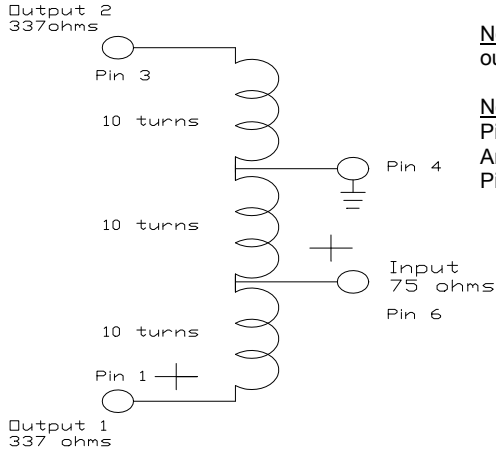 Output 2
337ohms
Pin 3
10 turns
Pin 4
10 turns
Input
75 ohms
Pin 6
10 turns
Pin 1
Output 1
337 ohms